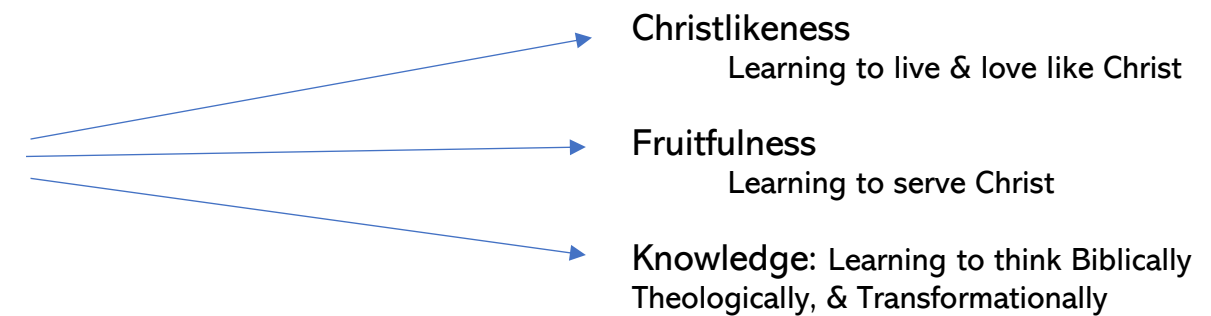 Christlikeness
Learning to live & love like Christ
Fruitfulness
Learning to serve Christ
Knowledge: Learning to think Biblically
Theologically, & Transformationally